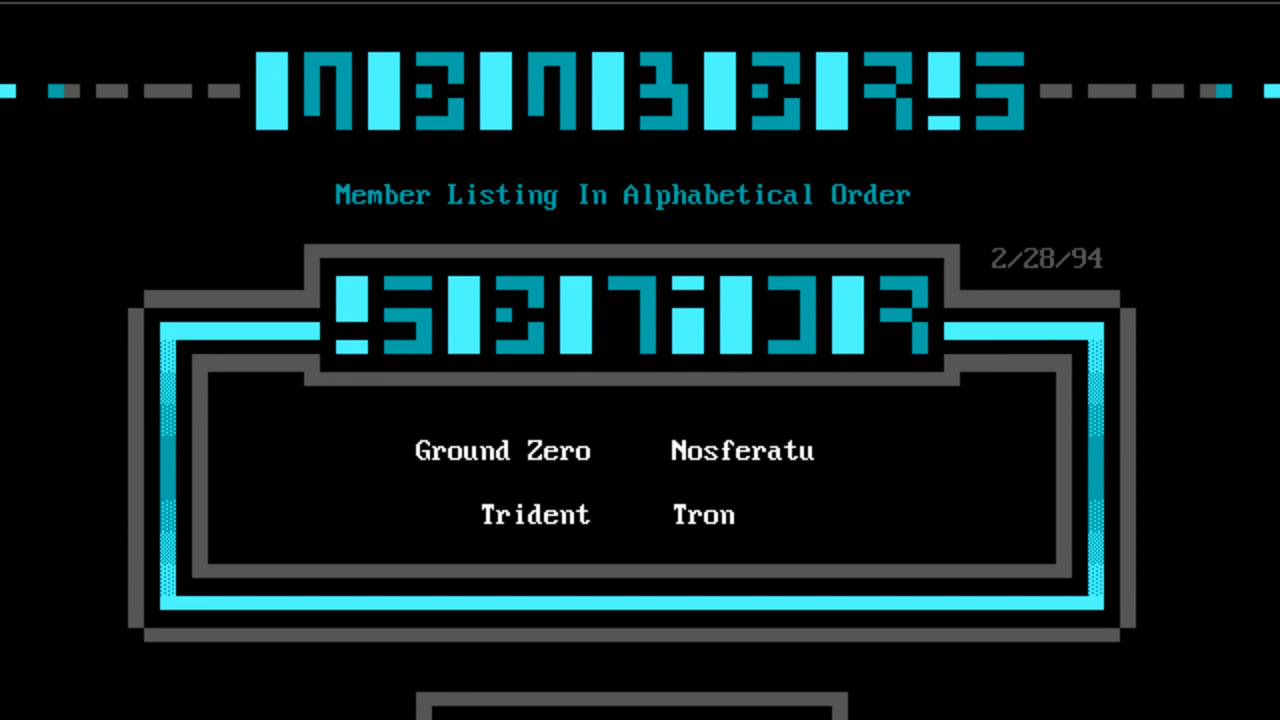 MEMBERS
Member Listing In Alphabetical Order
2/28/94
SENIOR
Ground Zero Nosferatu
Trident Tron